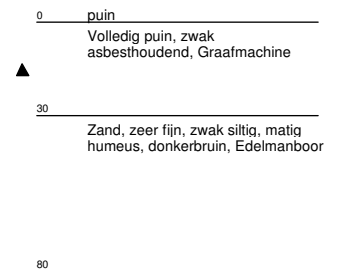 0 puin
Volledig puin, zwak
asbesthoudend, Graafmachine
30
Zand, zeer fijn, zwak siltig, matig
humeus, donkerbruin, Edelmanboor
80